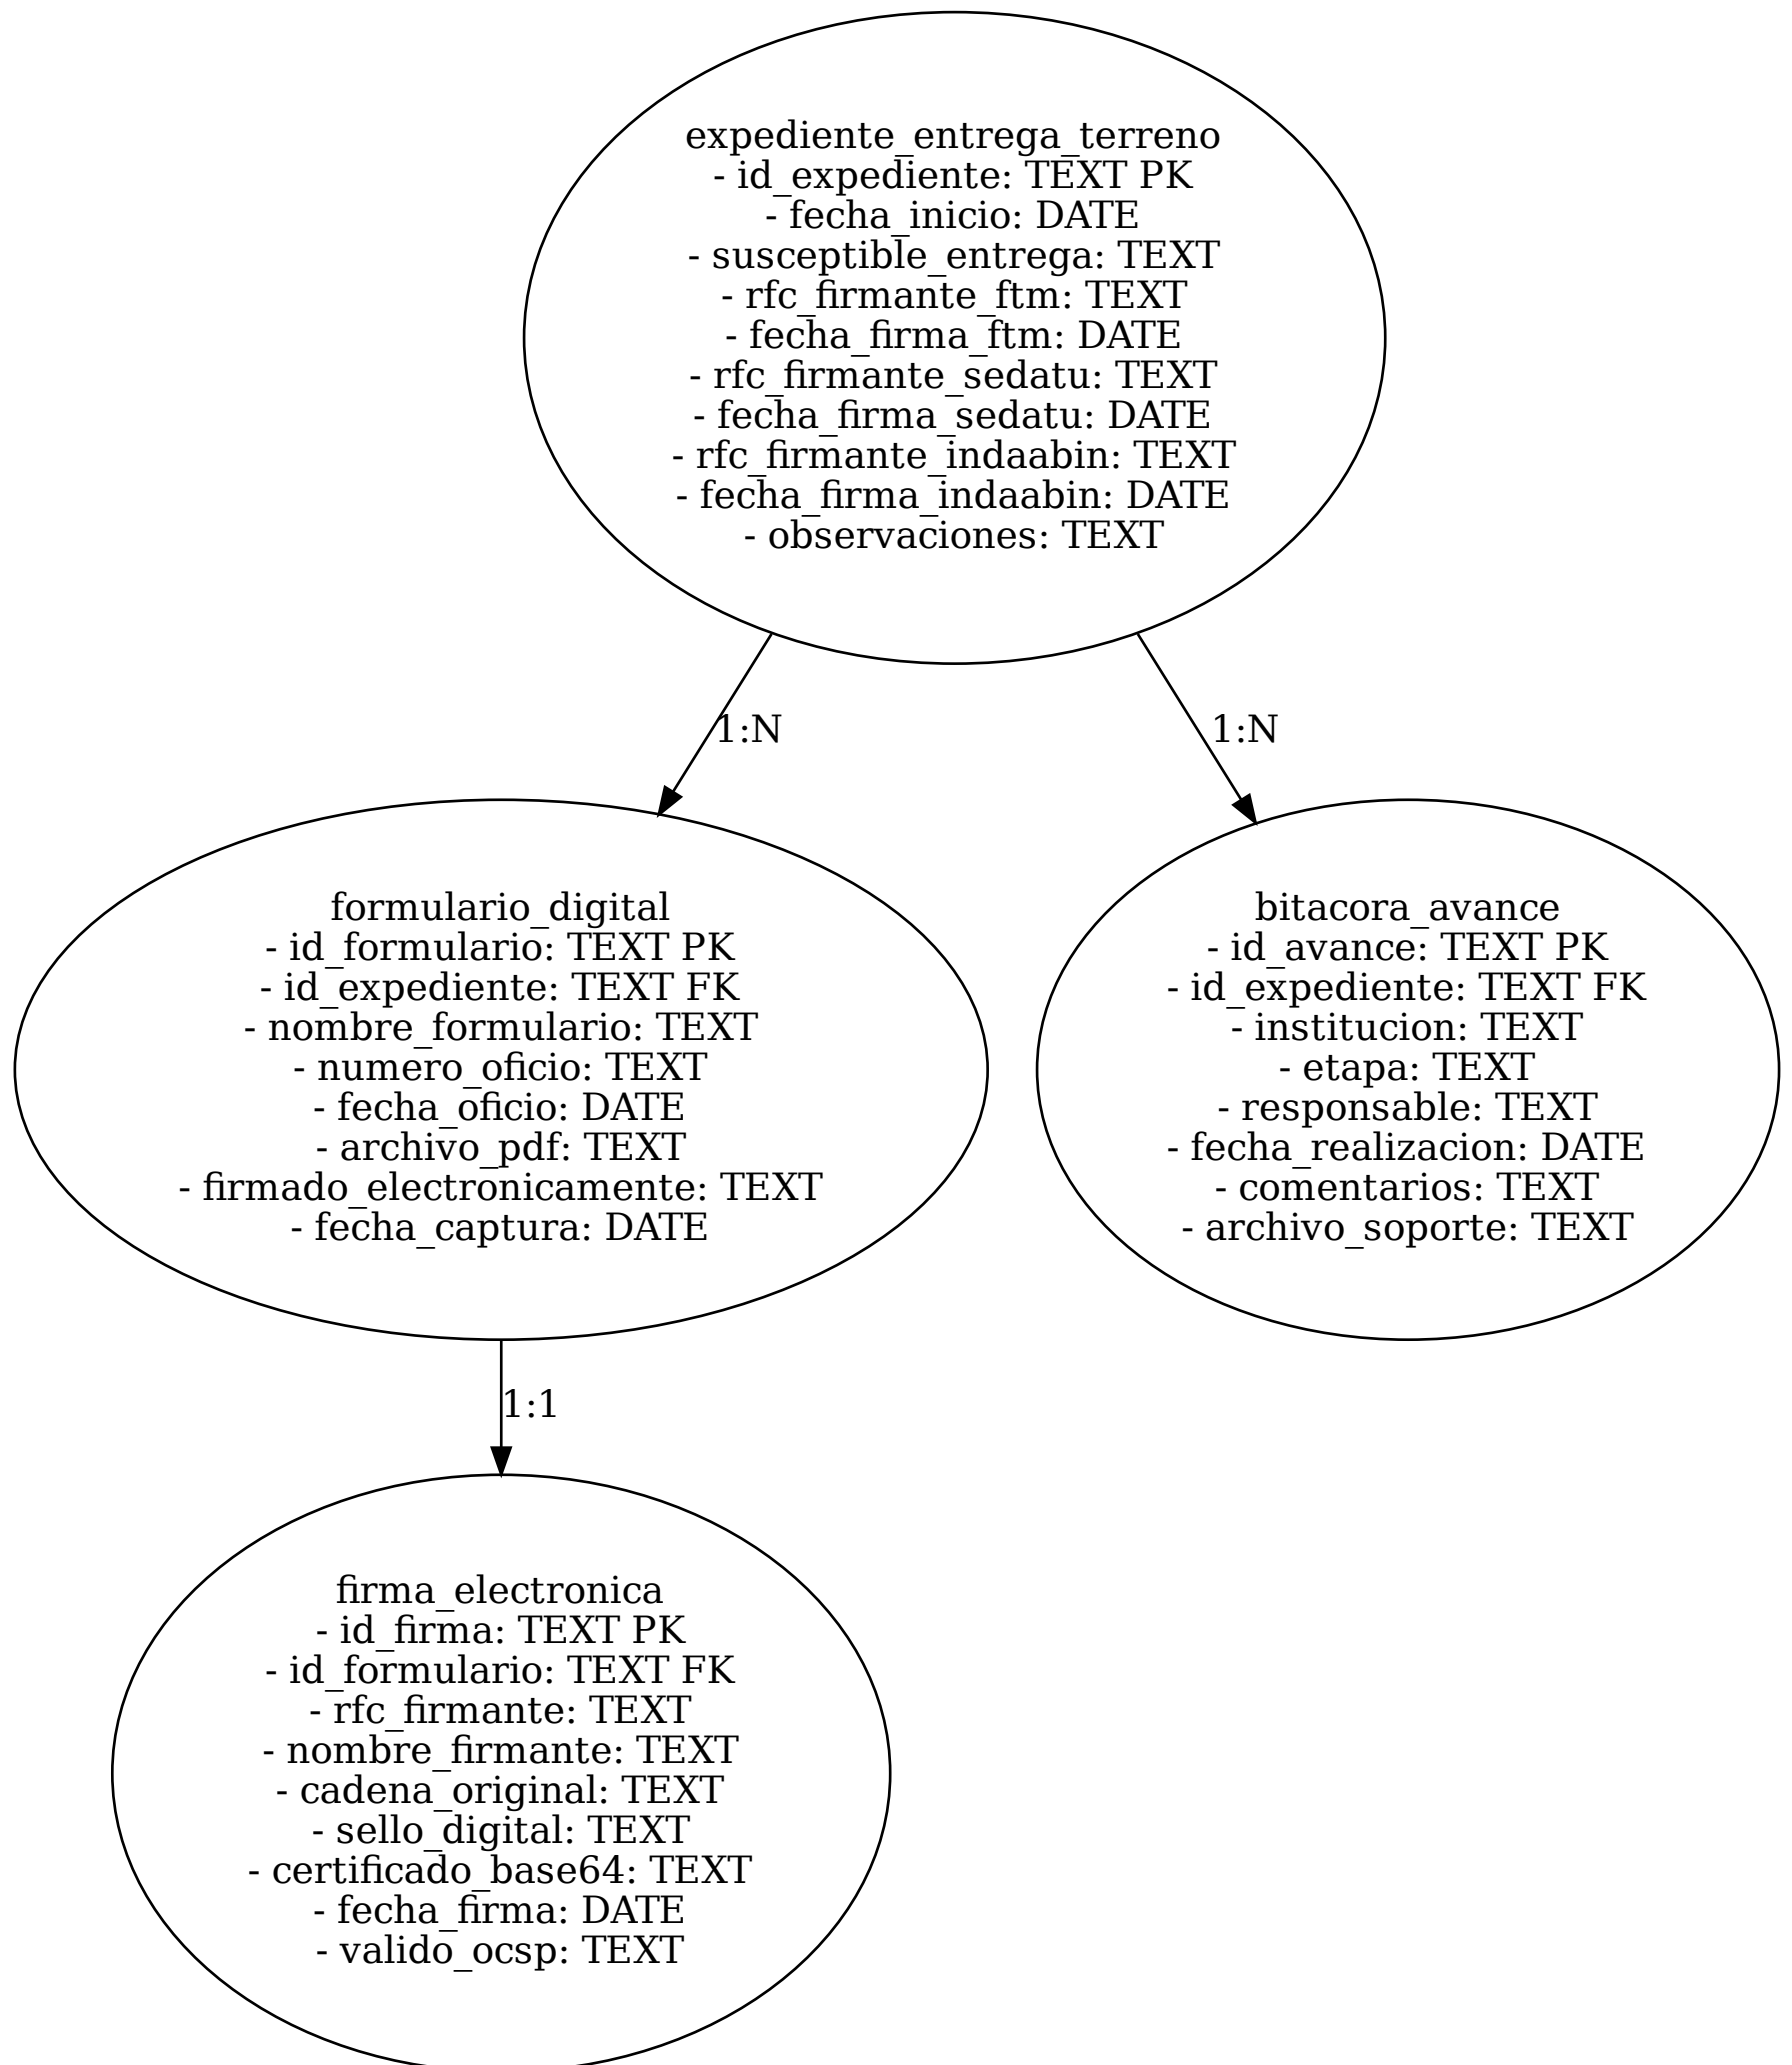 expediente_entrega_terreno
- id_expediente: TEXT PK
- fecha_inicio: DATE
- susceptible_entrega: TEXT
- rfc_firmante_ftm: TEXT
- fecha_firma_ftm: DATE
- rfc_firmante_sedatu: TEXT
- fecha_firma_sedatu: DATE
- rfc_firmante_indaabin: TEXT
- fecha_firma_indaabin: DATE
- observaciones: TEXT
1:N
1:N
formulario_digital
- id_formulario: TEXT PK
- id_expediente: TEXT FK
- nombre_formulario: TEXT
- numero_oficio: TEXT
- fecha_oficio: DATE
- archivo_pdf: TEXT
- firmado_electronicamente: TEXT
- fecha_captura: DATE
bitacora_avance
- id_avance: TEXT PK
- id_expediente: TEXT FK
- institucion: TEXT
- etapa: TEXT
- responsable: TEXT
- fecha_realizacion: DATE
- comentarios: TEXT
- archivo_soporte: TEXT
1:1
firma_electronica
- id_firma: TEXT PK
- id_formulario: TEXT FK
- rfc_firmante: TEXT
- nombre_firmante: TEXT
- cadena_original: TEXT
- sello_digital: TEXT
- certificado_base64: TEXT
- fecha_firma: DATE
- valido_ocsp: TEXT